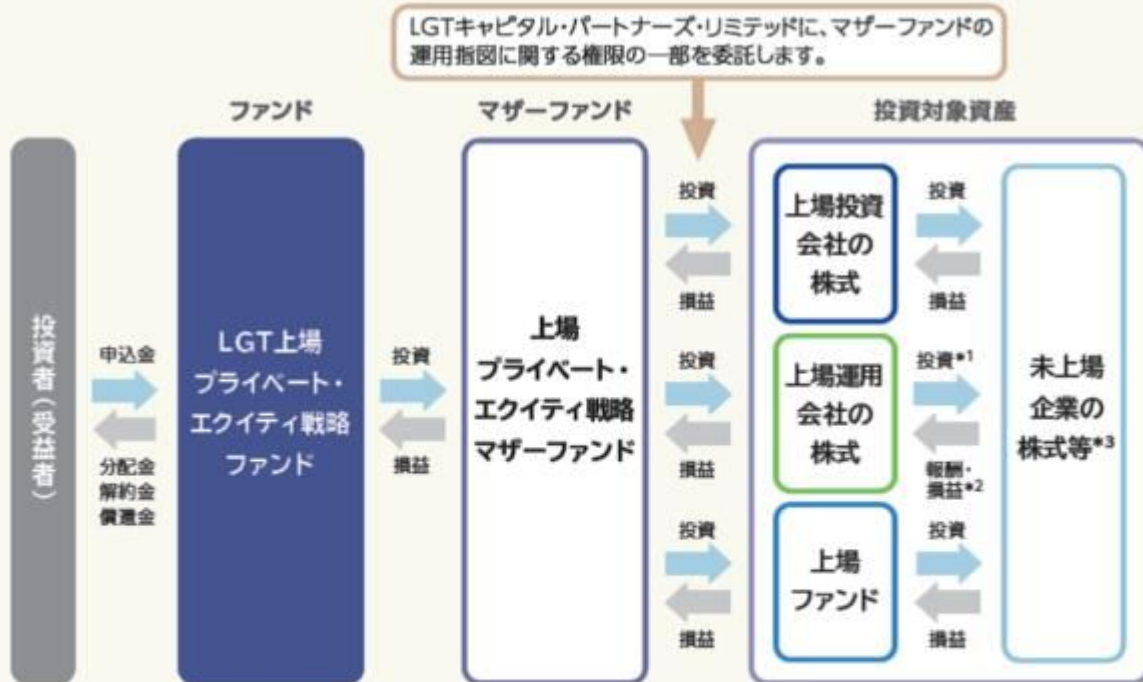 LGTキャピタル・パートナーズ・リミテッドに、マザーファンドの
運用指図に関する権限の一部を委託します。
ファンド
マザーファンド
投資対象資産
投資者(受益者)
申込金
分配金
解約金
償還金
LGT上場
プライベート・
エクイティ戦略
ファンド
投資
損益
上場
プライベート・
エクイティ戦略
マザーファンド
投資
損益
上場投資
会社の
株式
投資
損益
投資
損益
上場運用
会社の
株式
投資*1
報酬・
損益*2
投資
損益
上場
ファンド
投資
損益
未上場
企業の
株式等*3